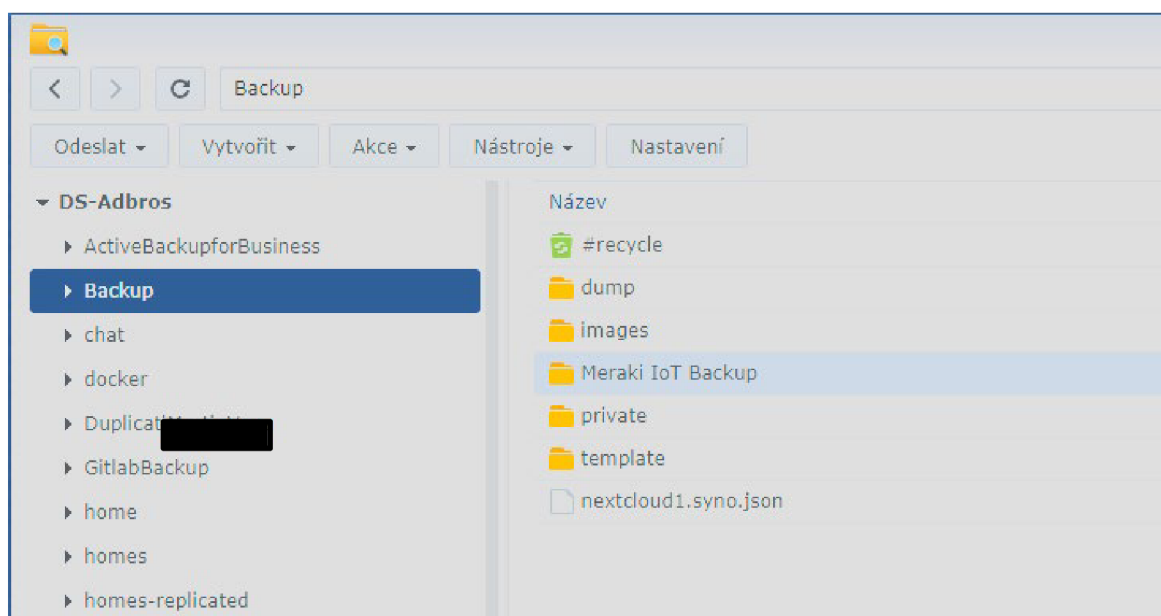 Backup
Odeslat Vytvořit Akce Nástroje Nastavení
DS-Adbros
ActiveBackupforBusiness
Backup
chat
docker
GitlabBackup
home
homes
homes-replicated
Název
#recycle
dump
images
Meraki IoT Backup
private
template
nextcloud1.syno.json